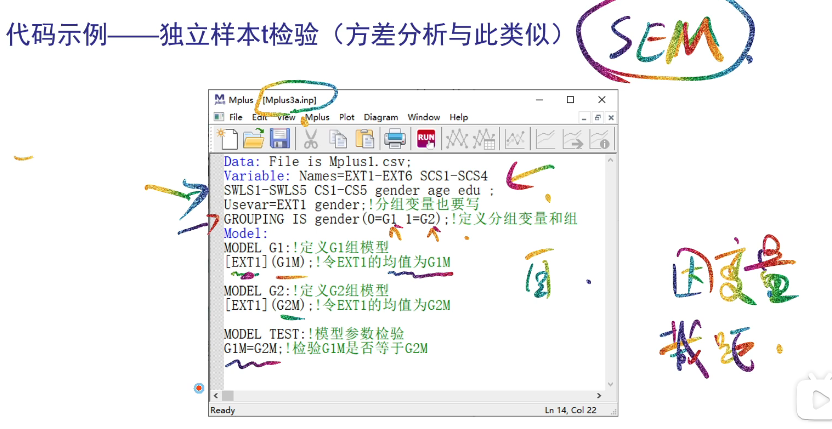 代码示例——独立样本t检验（方差分析与此类似）
SEM
Mplus - [Mplus3a.inp]
File Edit View Mplus Plot Diagram Window Help
RUN
Data: File is Mplus1.csv;
Variable: Names=EXT1-EXT6 SCS1-SCS4
SWLS1-SWLS5 CS1-CS5 gender age edu ;
Usevar=EXT1 gender;!分组变量也要写
GROUPING IS gender(0=G1 1=G2);!定义分组变量和组
Model:
MODEL G1:!定义G1组模型
[EXT1](G1M);!令EXT1的均值为G1M
MODEL G2:!定义G2组模型
[EXT1](G2M);!令EXT1的均值为G2M
MODEL TEST:!模型参数检验
G1M=G2M;!检验G1M是否等于G2M
因变量
截距
Ready
Ln 14, Col 22